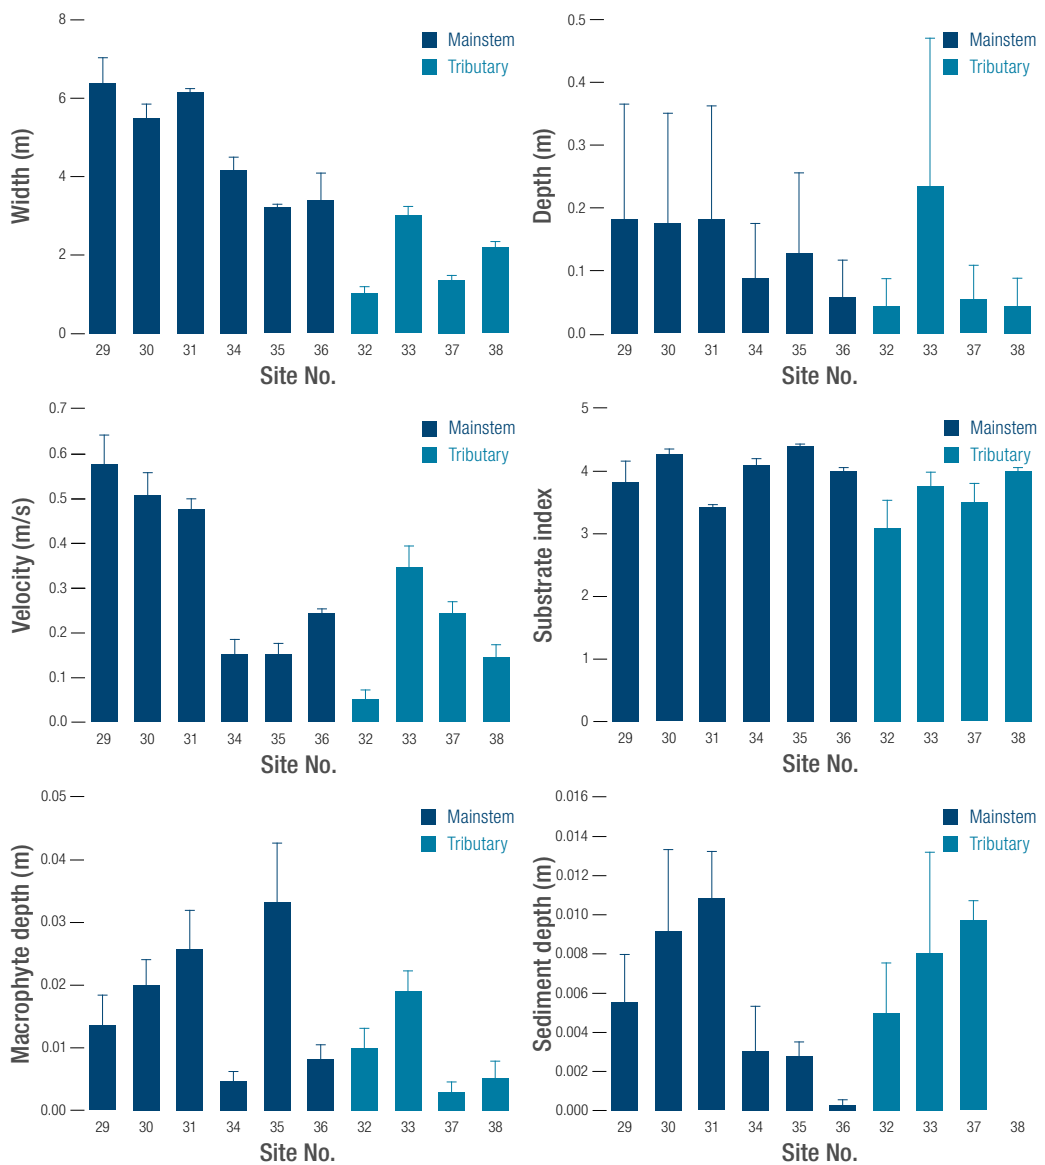 Width (m)
8
6
4
2
0
Mainstem
Tributary
29 30 31 34 35 36 32 33 37 38
Site No.
Depth (m)
0.5
0.4
0.3
0.2
0.1
0.0
Mainstem
Tributary
29 30 31 34 35 36 32 33 37 38
Site No.
Velocity (m/s)
0.7
0.6
0.5
0.4
0.3
0.2
0.1
0.0
Mainstem
Tributary
29 30 31 34 35 36 32 33 37 38
Site No.
Substrate index
5
4
3
2
1
0
Mainstem
Tributary
29 30 31 34 35 36 32 33 37 38
Site No.
Macrophyte depth (m)
0.05
0.04
0.03
0.02
0.01
0.00
Mainstem
Tributary
29 30 31 34 35 36 32 33 37 38
Site No.
Sediment depth (m)
0.016
0.014
0.012
0.010
0.008
0.006
0.004
0.002
0.000
Mainstem
Tributary
29 30 31 34 35 36 32 33 37 38
Site No.